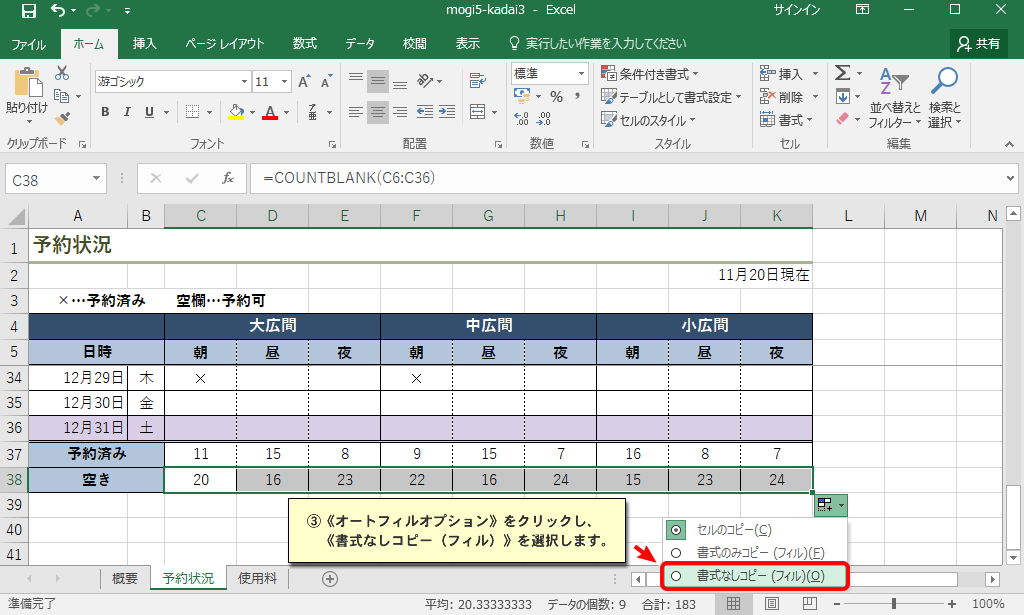 mogi5-kadai3 - Excel
サインイン
ファイル ホーム 挿入 ページ レイアウト 数式 データ 校閲 表示 実行したい作業を入力してください 共有
貼り付け
游ゴシック 11 A A
B I U A
標準
% ,
条件付き書式
テーブルとして書式設定
セルのスタイル
挿入
削除
書式
並べ替えと
フィルター
検索と
選択
クリップボード フォント 配置 数値 スタイル セル 編集
C38 fx =COUNTBLANK(C6:C36)
A B C D E F G H I J K L M N
1 予約状況
2 11月20日現在
3 ×…予約済み 空欄…予約可
4 大広間 中広間 小広間
5 日時 朝 昼 夜 朝 昼 夜 朝 昼 夜
34 12月29日 木 × ×
35 12月30日 金
36 12月31日 土
37 予約済み 11 15 8 9 15 7 16 8 7
38 空き 20 16 23 22 16 24 15 23 24
39
40
41
③《オートフィルオプション》をクリックし、
《書式なしコピー（フィル）》を選択します。
セルのコピー(C)
書式のみコピー (フィル)(F)
書式なしコピー (フィル)(O)
概要 予約状況 使用料
準備完了 平均: 20.33333333 データの個数: 9 合計: 183 100%